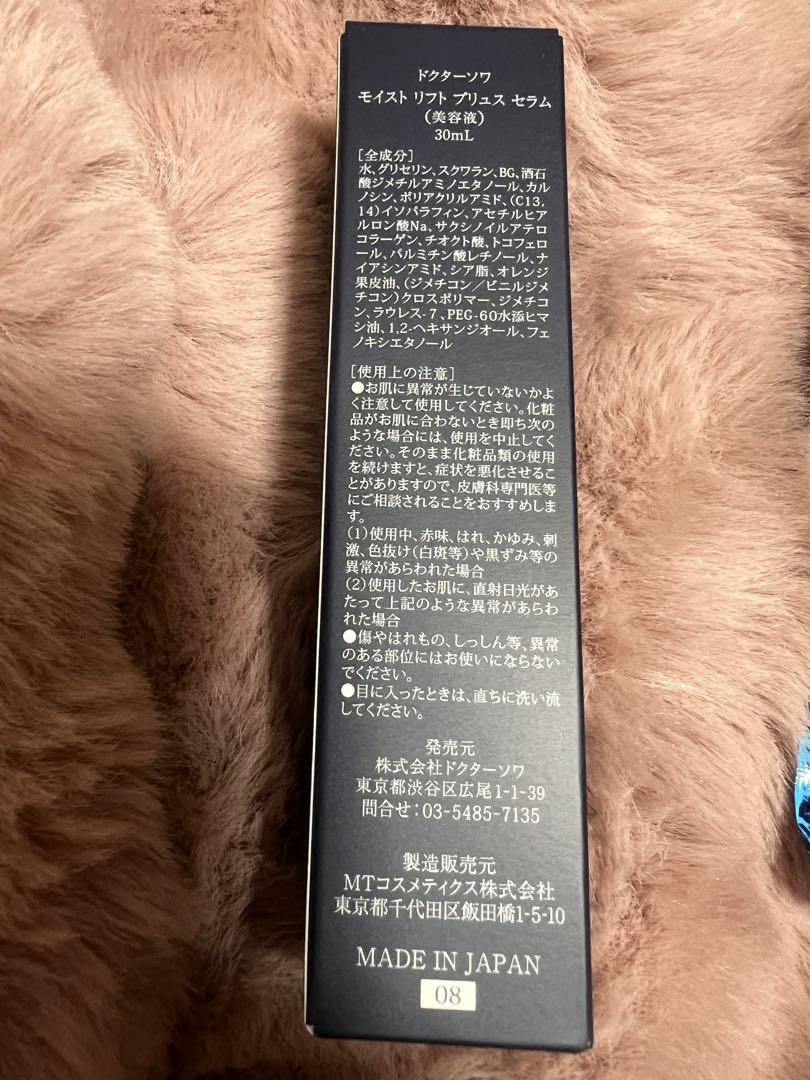 ドクターソワ
モイスト リフト プリュス セラム
(美容液)
30mL
[全成分]
水、グリセリン、スクワラン、BG、酒石
酸ジメチルアミノエタノール、カル
ノシン、ポリアクリルアミド、(C13,
14)イソパラフィン、アセチルヒア
ルロン酸Na、サクシノイルアテロ
コラーゲン、チオクト酸、トコフェロ
ール、パルミチン酸レチノール、ナ
イアシンアミド、シア脂、オレンジ
果皮油、(ジメチコン/ビニルジメ
チコン)クロスポリマー、ジメチコ
ン、ラウレス-7、PEG-60水添ヒマ
シ油、1,2-ヘキサンジオール、フェ
ノキシエタノール
[使用上の注意]
●お肌に異常が生じていないかよ
く注意して使用してください。化粧
品がお肌に合わないとき即ち次の
ような場合には、使用を中止してく
ださい。そのまま化粧品類の使用
を続けますと、症状を悪化させるこ
とがありますので、皮膚科専門医等
にご相談されることをおすすめしま
す。
(1)使用中、赤味、はれ、かゆみ、刺
激、色抜け(白斑等)や黒ずみ等の
異常があらわれた場合
(2)使用したお肌に、直射日光があ
たって上記のような異常があらわ
れた場合
●傷やはれもの、しっしん等、異常
のある部位にはお使いにならない
でください。
●目に入ったときは、直ちに洗い流
してください。
発売元
株式会社ドクターソワ
東京都渋谷区広尾1-1-39
問合せ:03-5485-7135
製造販売元
MTコスメティクス株式会社
東京都千代田区飯田橋1-5-10
MADE IN JAPAN
08